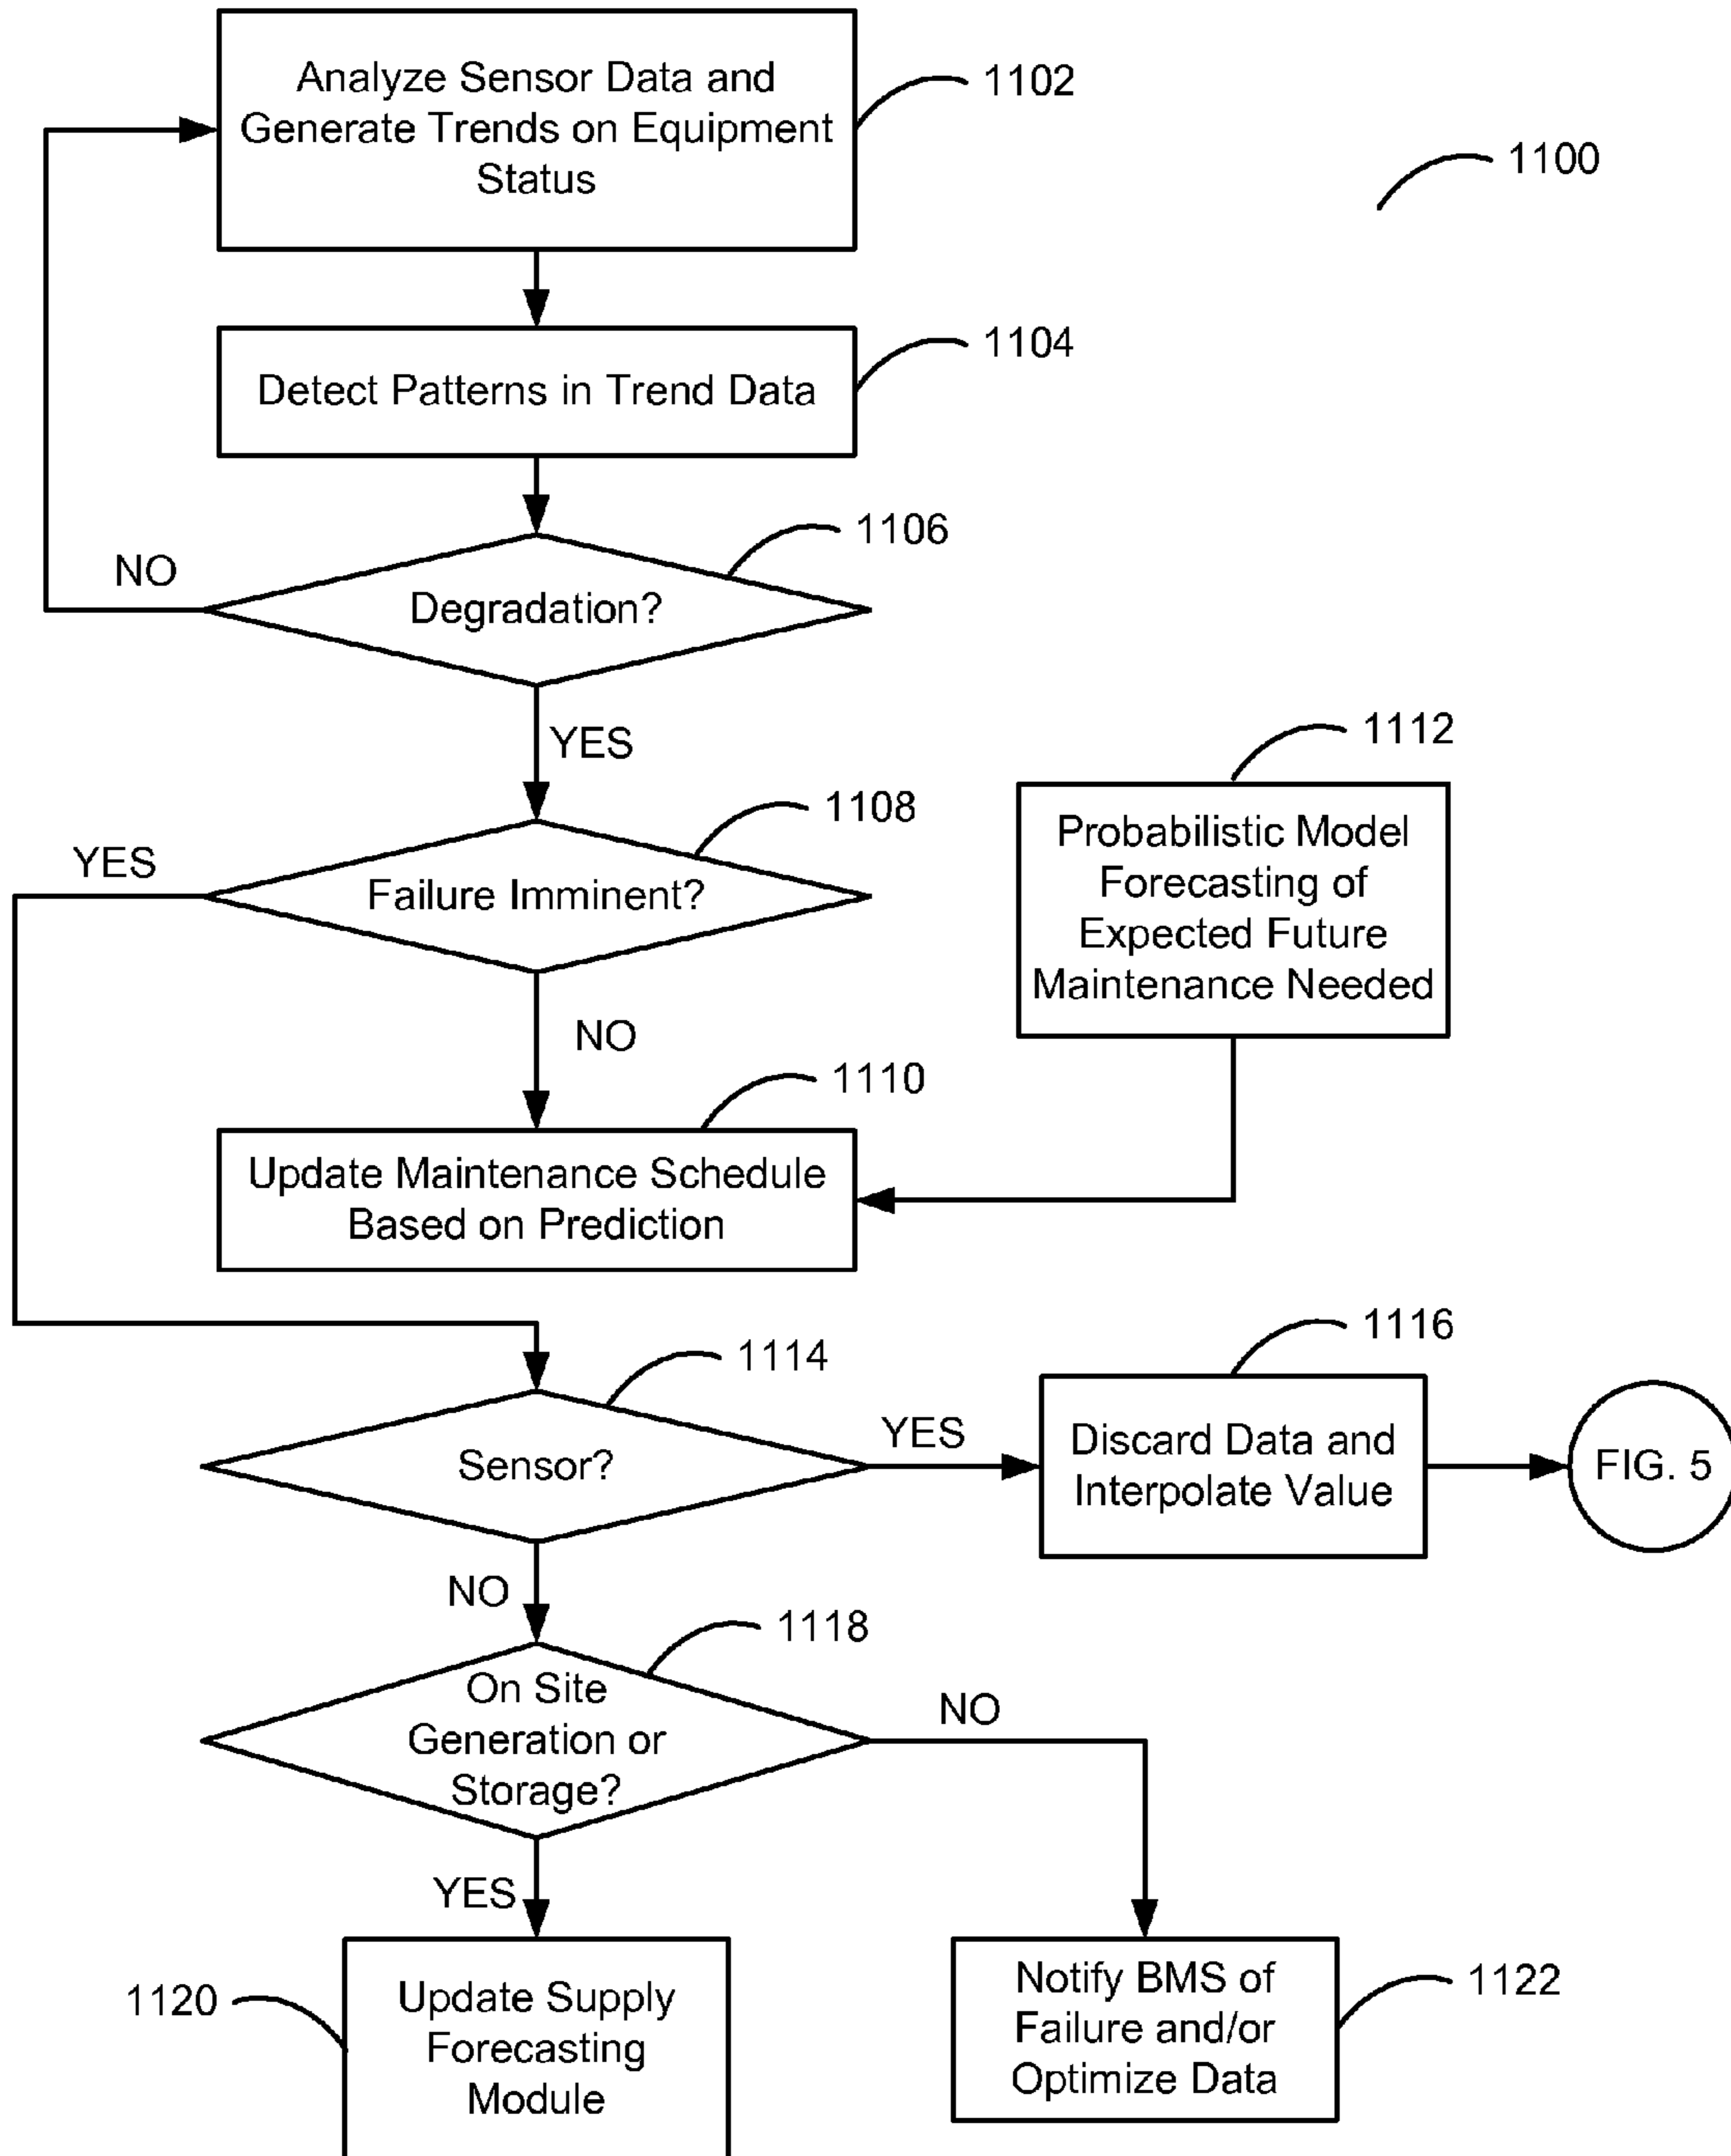 Analyze Sensor Data and
Generate Trends on Equipment
Status
1102
1100
Detect Patterns in Trend Data
1104
1106
NO
Degradation?
YES
1108
YES
Failure Imminent?
NO
1112
Probabilistic Model
Forecasting of
Expected Future
Maintenance Needed
1110
Update Maintenance Schedule
Based on Prediction
1114
Sensor?
YES
1116
Discard Data and
Interpolate Value
FIG. 5
NO
1118
On Site
Generation or
Storage?
NO
YES
1120
Update Supply
Forecasting
Module
Notify BMS of
Failure and/or
Optimize Data
1122